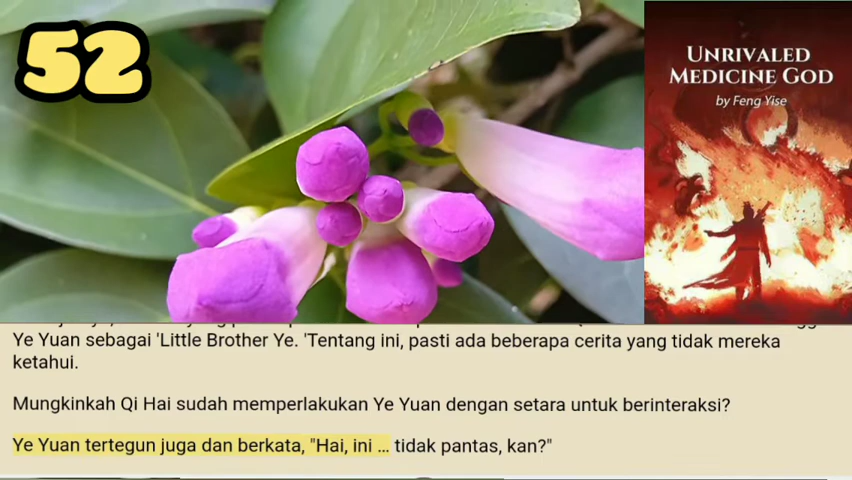 52
UNRIVALED
MEDICINE GOD
by Feng Yise
Ye Yuan sebagai 'Little Brother Ye. 'Tentang ini, pasti ada beberapa cerita yang tidak mereka
ketahui.
Mungkinkah Qi Hai sudah memperlakukan Ye Yuan dengan setara untuk berinteraksi?
Ye Yuan tertegun juga dan berkata, "Hai, ini ... tidak pantas, kan?"